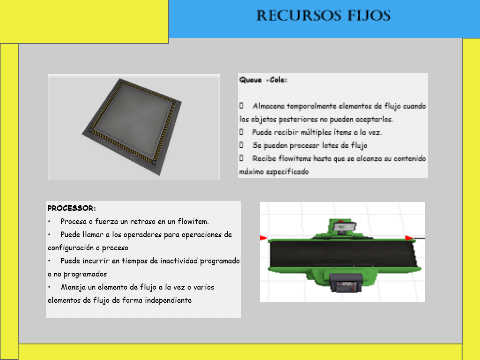 RECURSOS FIJOS
Queue -Cola:
Almacena temporalmente elementos de flujo cuando
los objetos posteriores no pueden aceptarlos.
Puede recibir múltiples ítems a la vez.
Se pueden procesar lotes de flujo
Recibe flowitems hasta que se alcanza su contenido
máximo especificado
PROCESSOR:
• Procesa o fuerza un retraso en un flowitem.
• Puede llamar a los operadores para operaciones de
configuración o proceso
• Puede incurrir en tiempos de inactividad programado
o no programados
• Maneja un elemento de flujo a la vez o varios
elementos de flujo de forma independiente